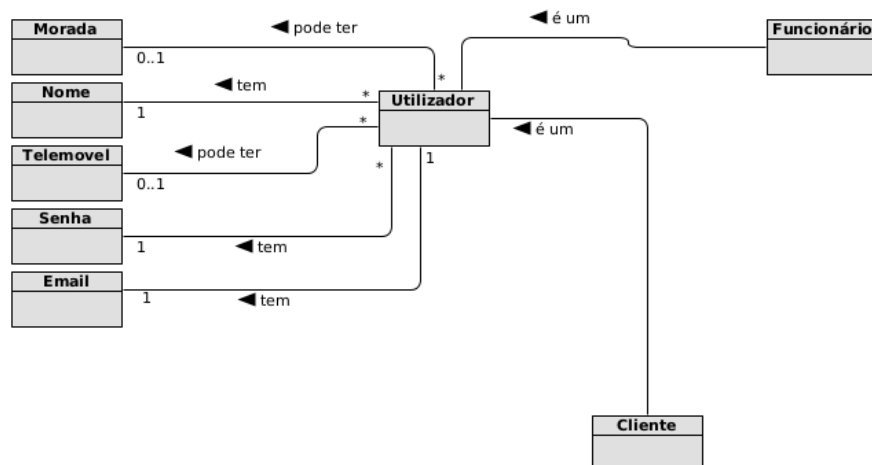 Morada
0..1
pode ter
*
é um
Funcionário
Nome
1
tem
*
Utilizador
Telemovel
0..1
pode ter
*
é um
Senha
1
tem
*
Email
1
tem
1
Cliente